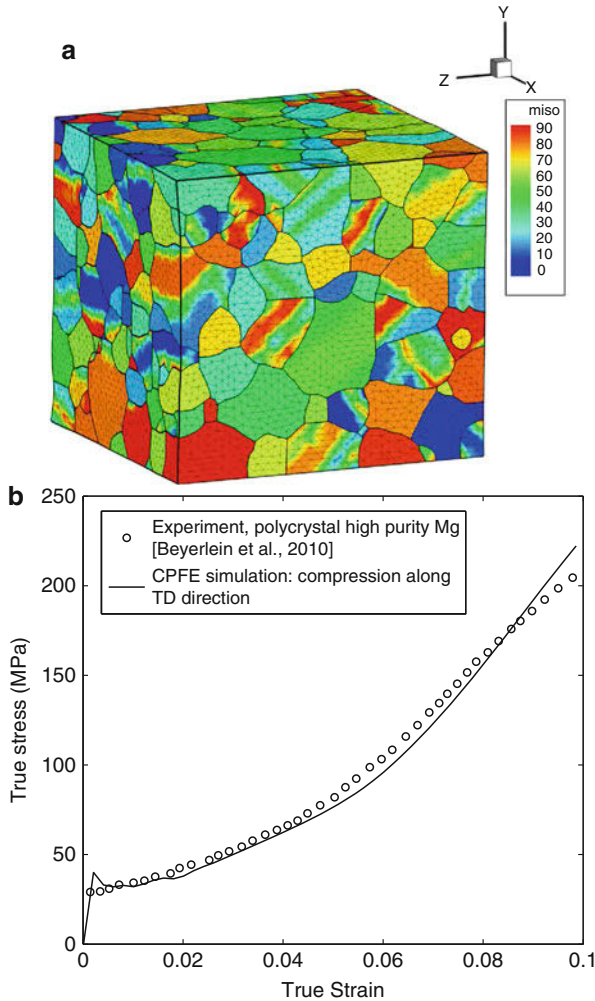 a
Y
Z
X
miso
90
80
70
60
50
40
30
20
10
0
b
250
200
150
100
50
0
True stress (MPa)
Experiment, polycrystal high purity Mg
[Beyerlein et al., 2010]
CPFE simulation: compression along
TD direction
0
0.02
0.04
0.06
0.08
0.1
True Strain